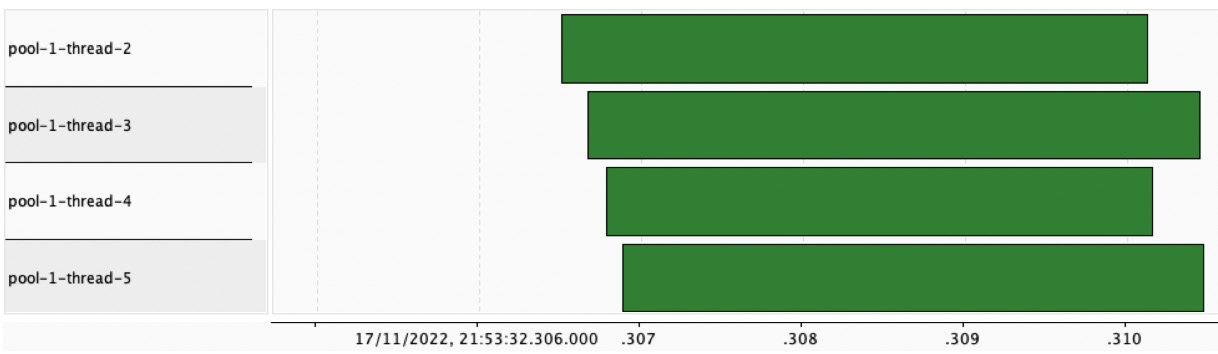 pool-1-thread-2
pool-1-thread-3
pool-1-thread-4
pool-1-thread-5
17/11/2022, 21:53:32.306.000 .307 .308 .309 .310